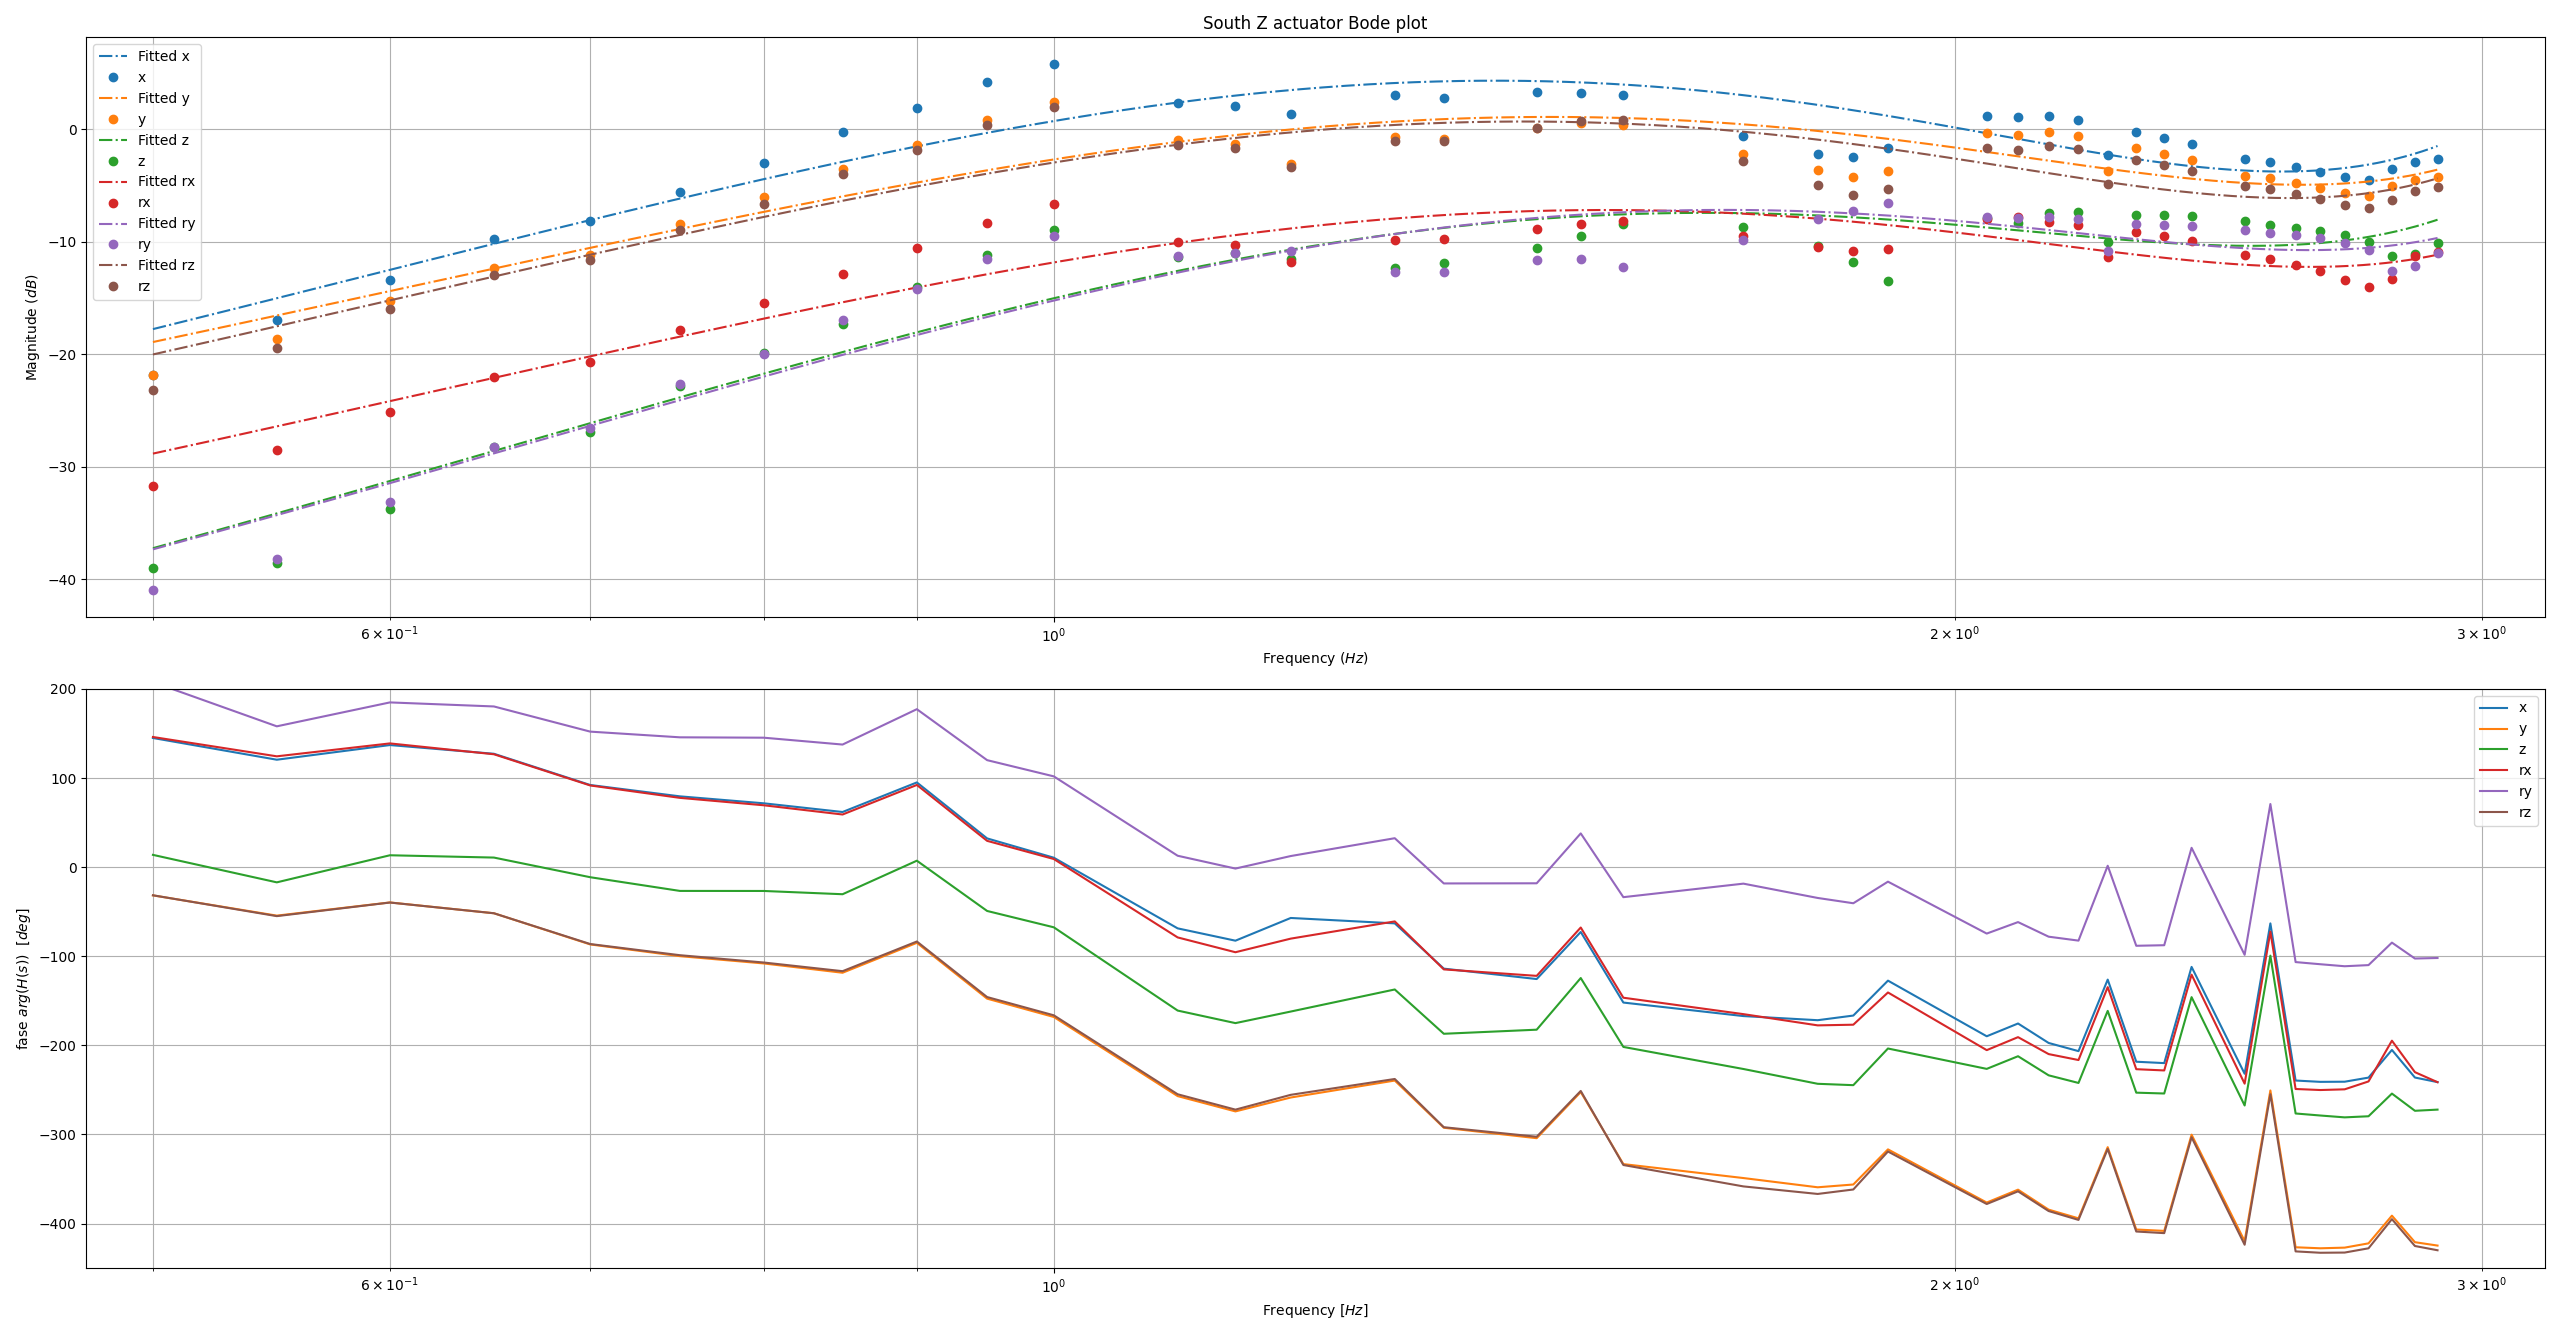 South Z actuator Bode plot
Fitted x
x
Fitted y
y
Fitted z
z
Fitted rx
rx
Fitted ry
ry
Fitted rz
rz
0
−10
−20
−30
−40
Magnitude (dB)
6 × 10⁻¹
10⁰
2 × 10⁰
3 × 10⁰
Frequency (Hz)
200
100
0
−100
−200
−300
−400
fase arg(H(s)) [deg]
x
y
z
rx
ry
rz
6 × 10⁻¹
10⁰
2 × 10⁰
3 × 10⁰
Frequency [Hz]